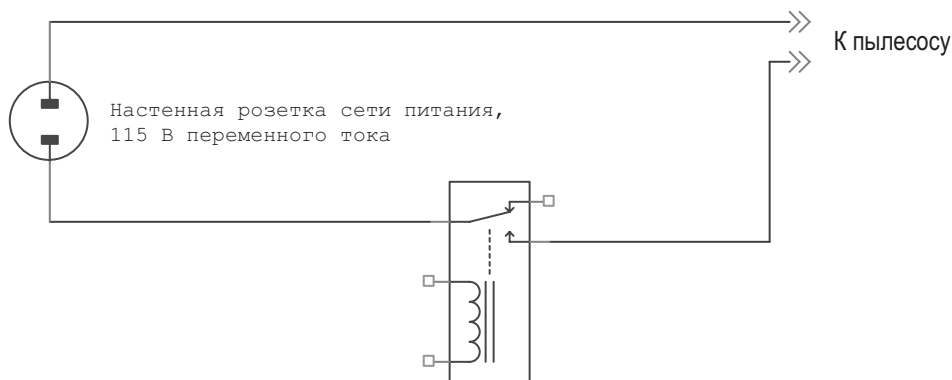 К пылесосу
Настенная розетка сети питания,
115 В переменного тока